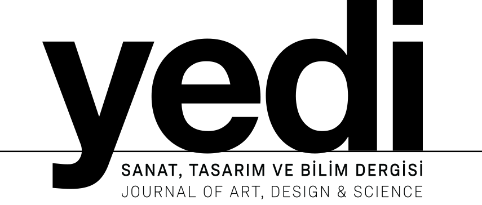 yedi
SANAT, TASARIM VE BİLİM DERGİSİ
JOURNAL OF ART, DESIGN & SCIENCE